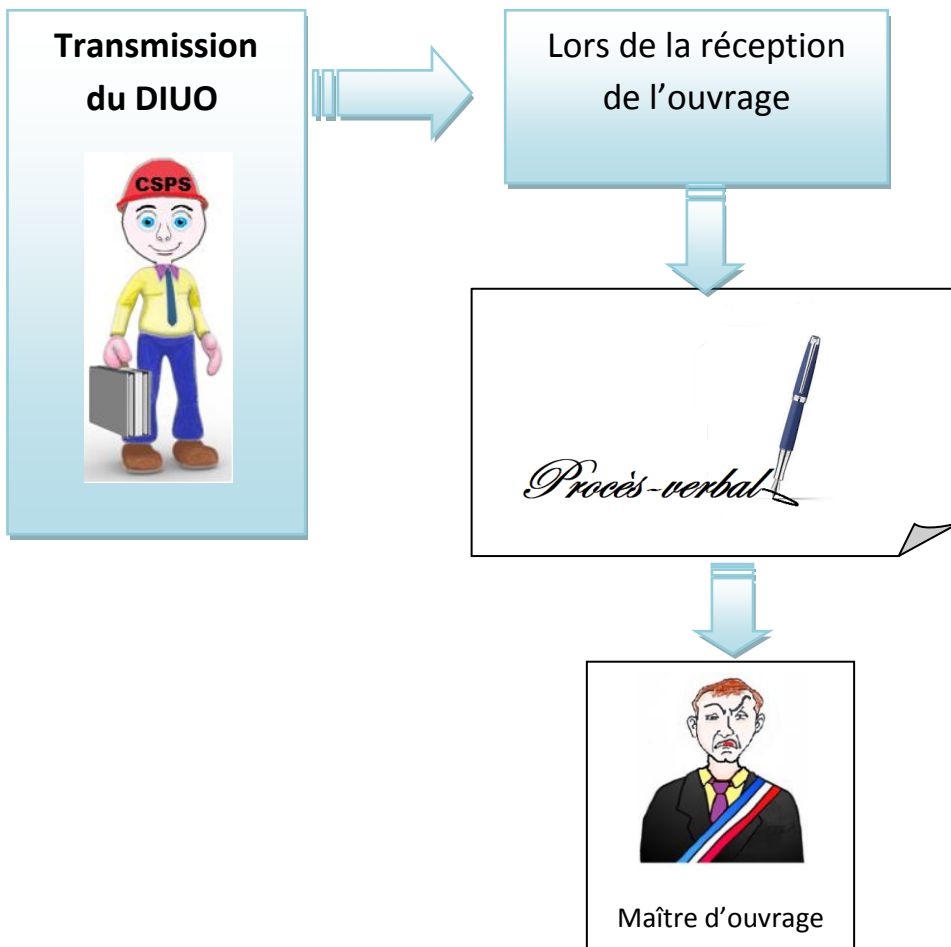 Transmission
du DIUO
CSPS
Lors de la réception
de l’ouvrage
Procès-verbal
Maître d’ouvrage